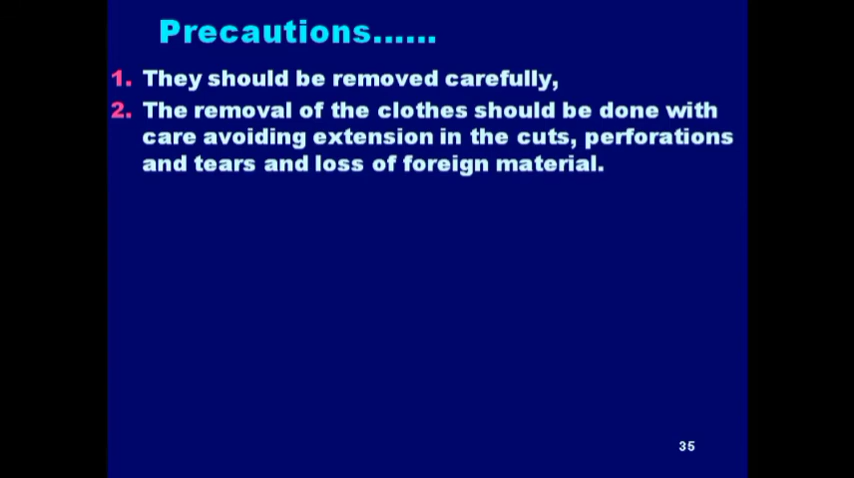 Precautions......
1. They should be removed carefully,
2. The removal of the clothes should be done with
care avoiding extension in the cuts, perforations
and tears and loss of foreign material.
35